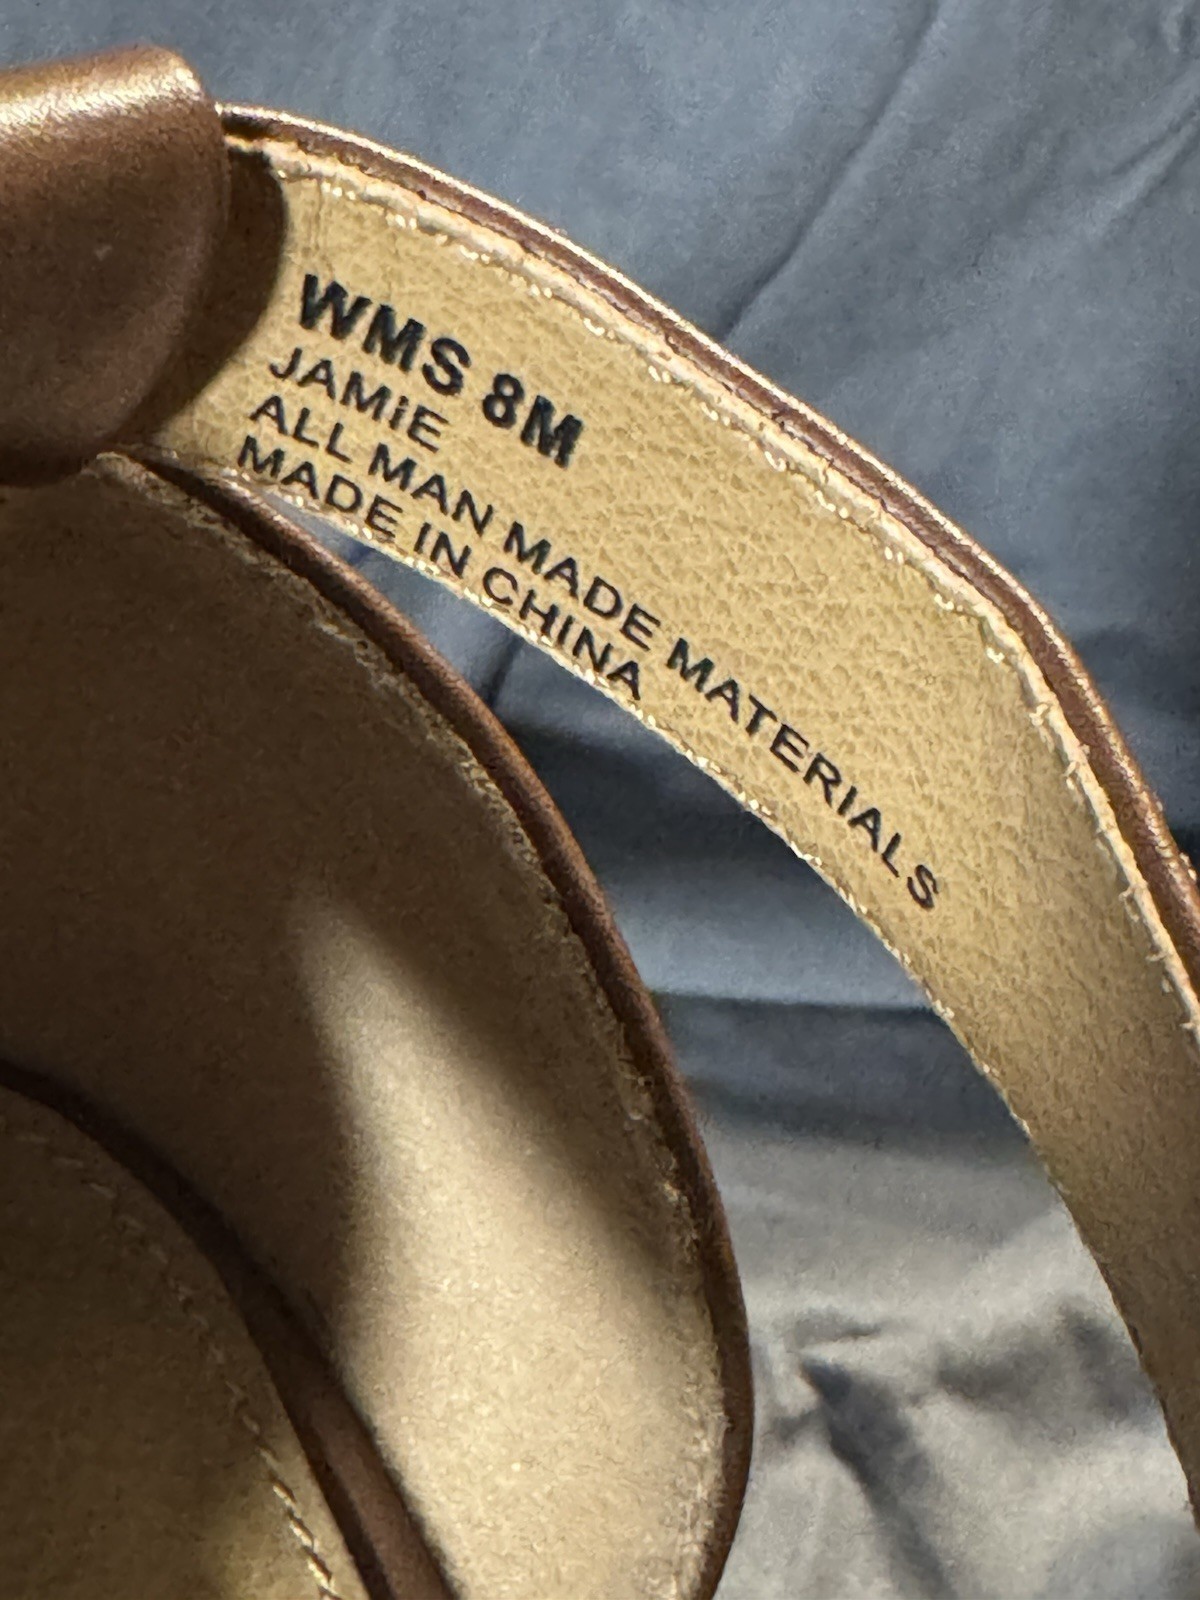 WMS 8M
JAMiE
ALL MAN MADE MATERIALS
MADE IN CHINA